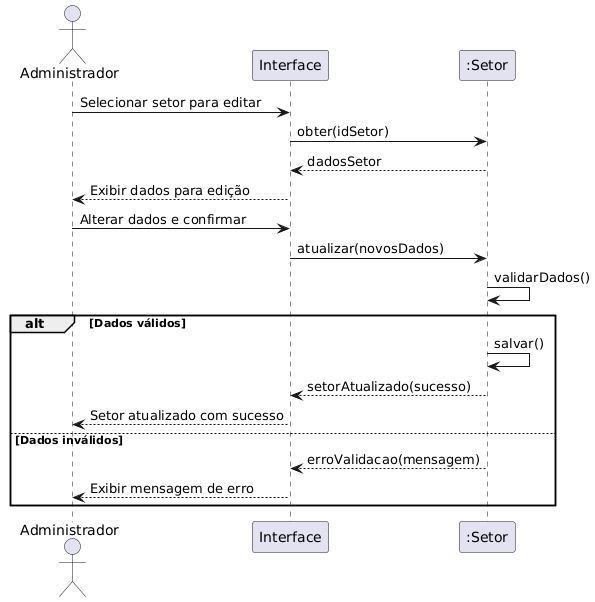 Administrador
Interface
:Setor
Selecionar setor para editar
obter(idSetor)
dadosSetor
Exibir dados para edição
Alterar dados e confirmar
atualizar(novosDados)
validarDados()
alt
[Dados válidos]
salvar()
setorAtualizado(sucesso)
Setor atualizado com sucesso
[Dados inválidos]
erroValidacao(mensagem)
Exibir mensagem de erro
Administrador
Interface
:Setor